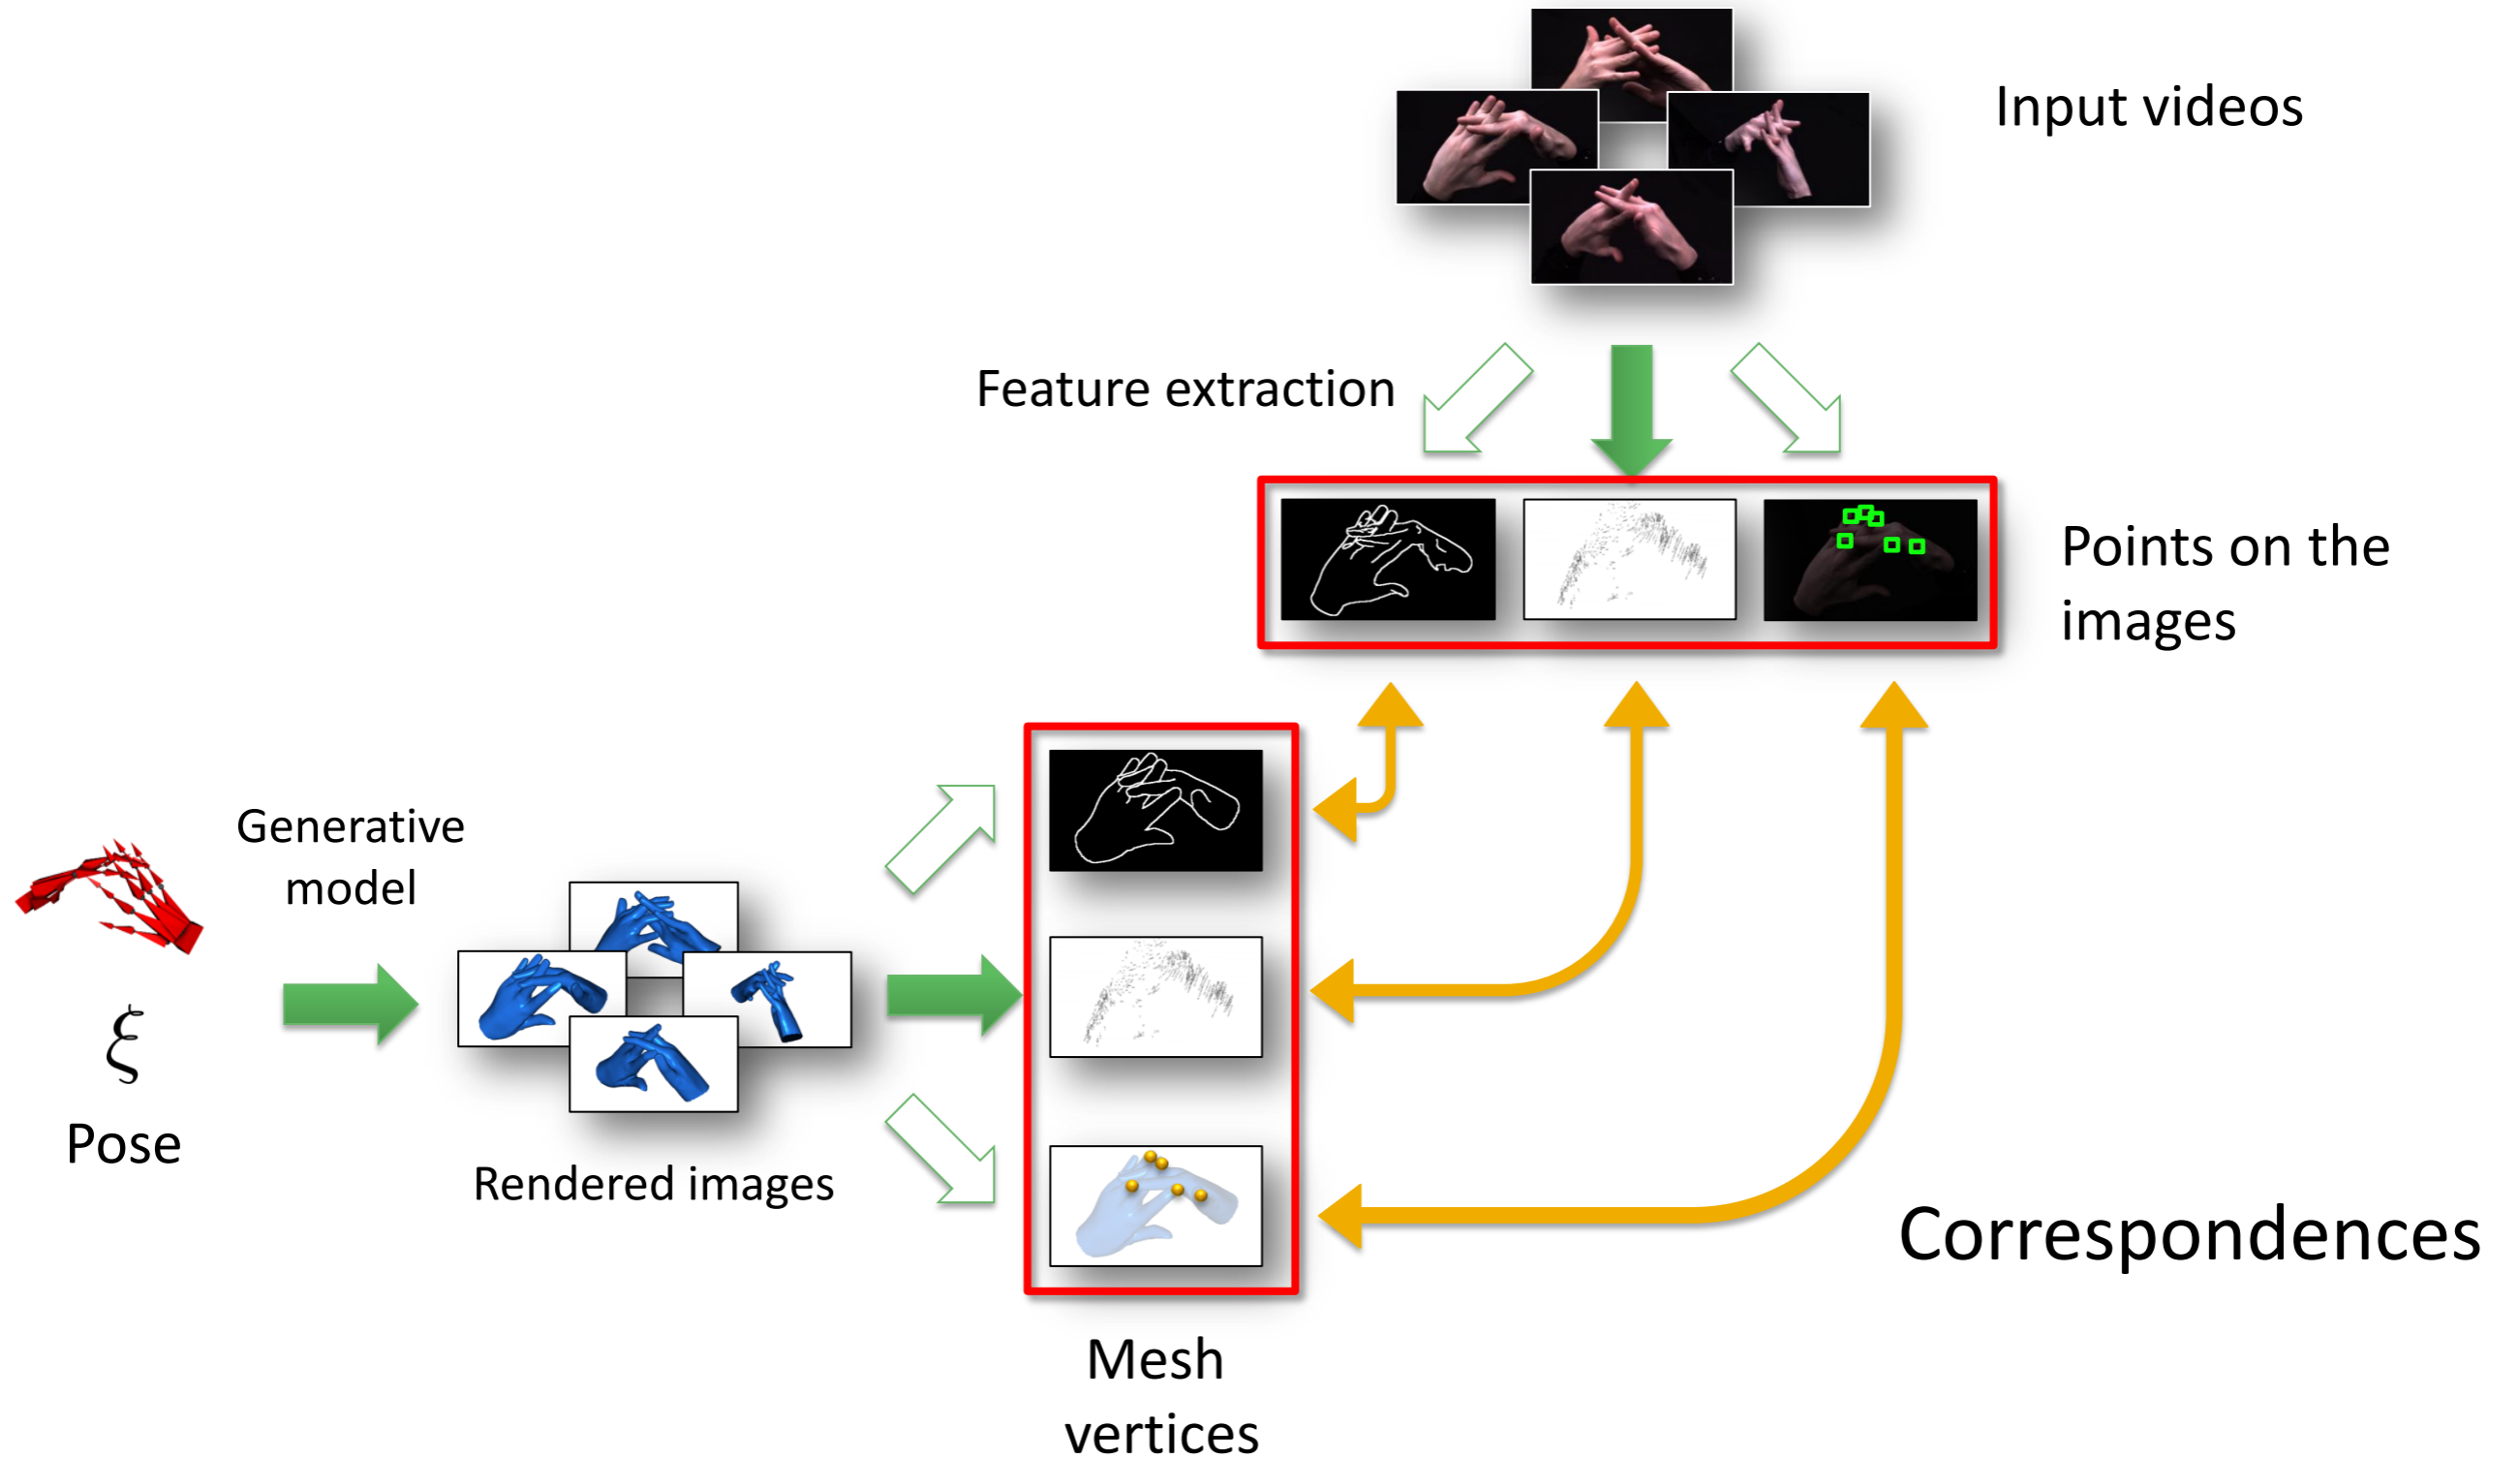 Input videos
Feature extraction
Points on the
images
Generative
model
ξ
Pose
Rendered images
Correspondences
Mesh
vertices